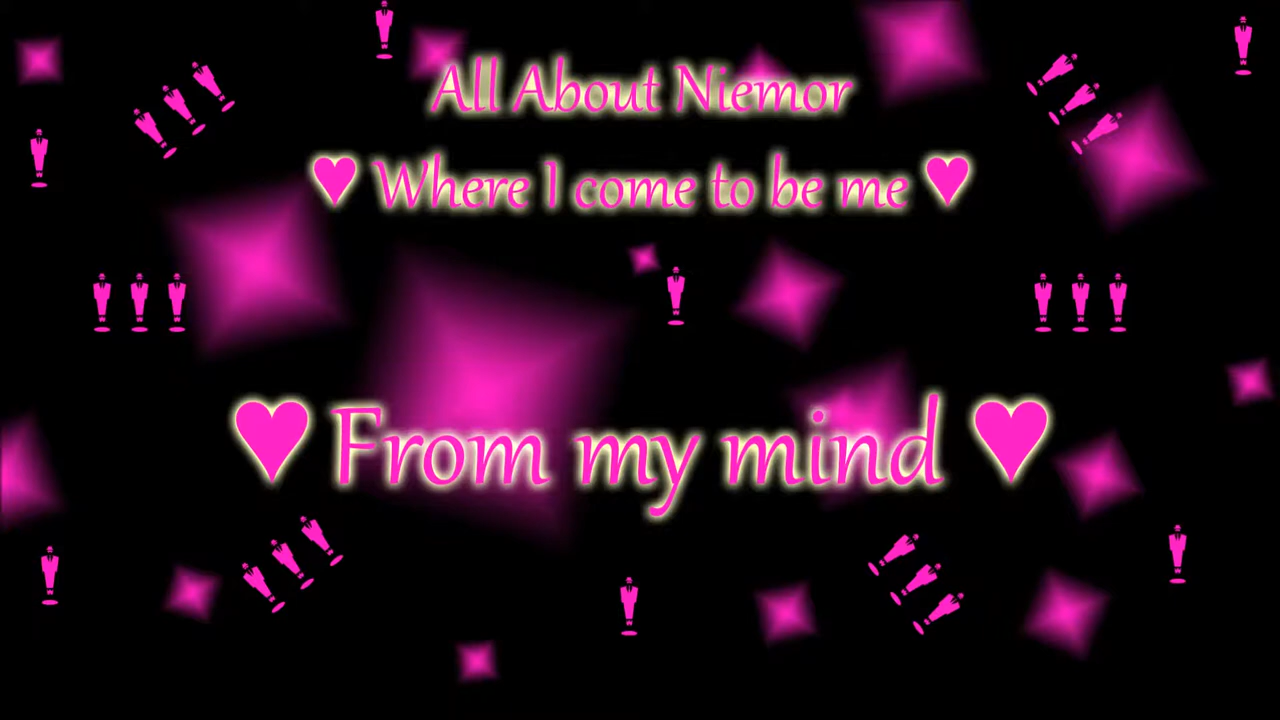 All About Niemor
♥ Where I come to be me ♥
♥ From my mind ♥